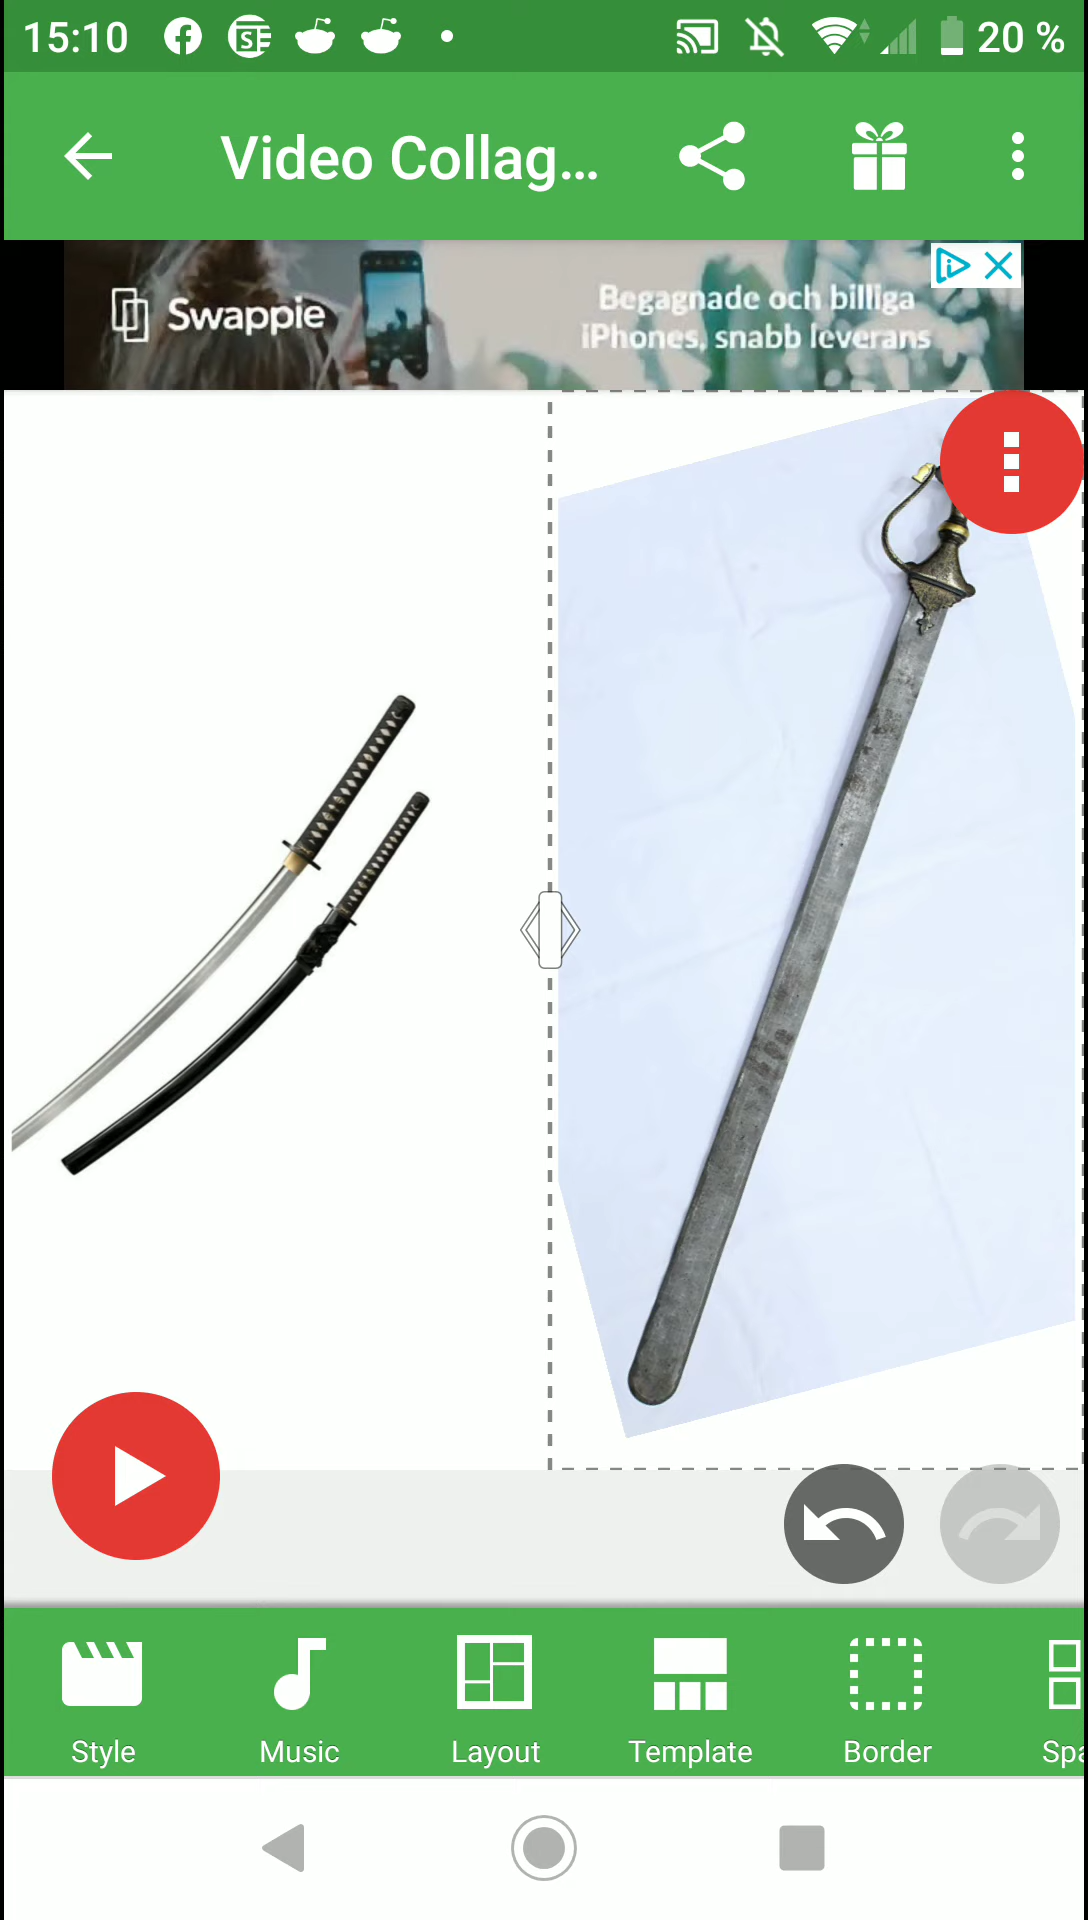 15:10
20 %
Video Collag...
Swappie
Begagnade och billiga
iPhones, snabb leverans
Style
Music
Layout
Template
Border
Spa